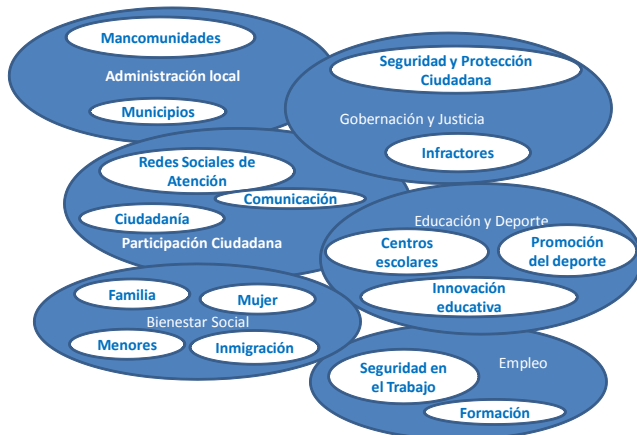 Mancomunidades
Administración local
Municipios
Seguridad y Protección
Ciudadana
Gobernación y Justicia
Infractores
Redes Sociales de
Atención
Comunicación
Ciudadanía
Participación Ciudadana
Educación y Deporte
Centros
escolares
Promoción
del deporte
Innovación
educativa
Familia
Mujer
Bienestar Social
Menores
Inmigración
Empleo
Seguridad en
el Trabajo
Formación